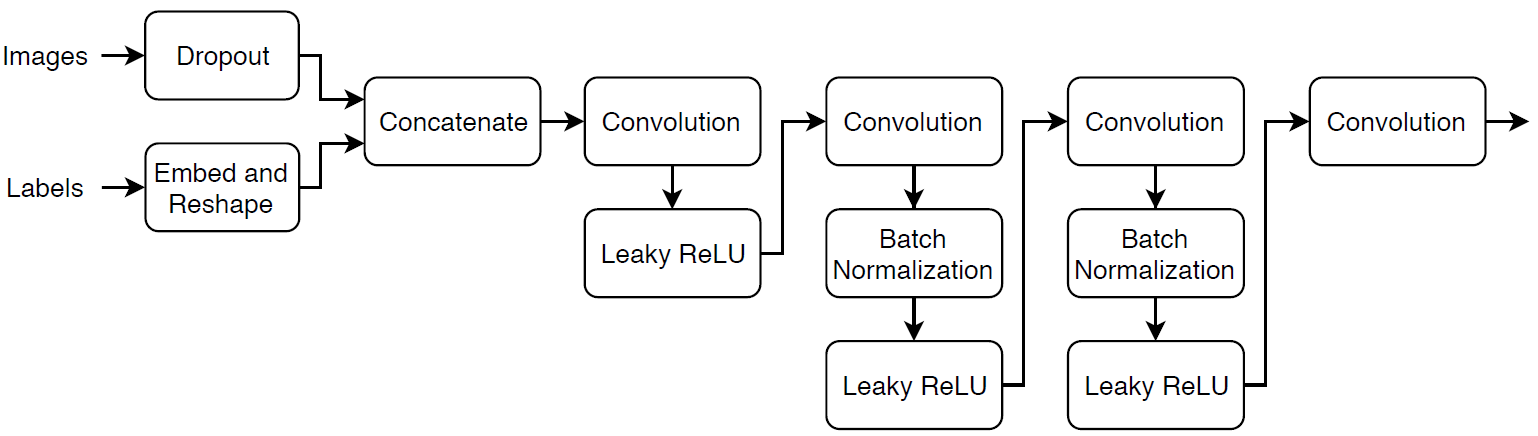 Images
Dropout
Labels
Embed and
Reshape
Concatenate
Convolution
Leaky ReLU
Convolution
Batch
Normalization
Leaky ReLU
Convolution
Batch
Normalization
Leaky ReLU
Convolution